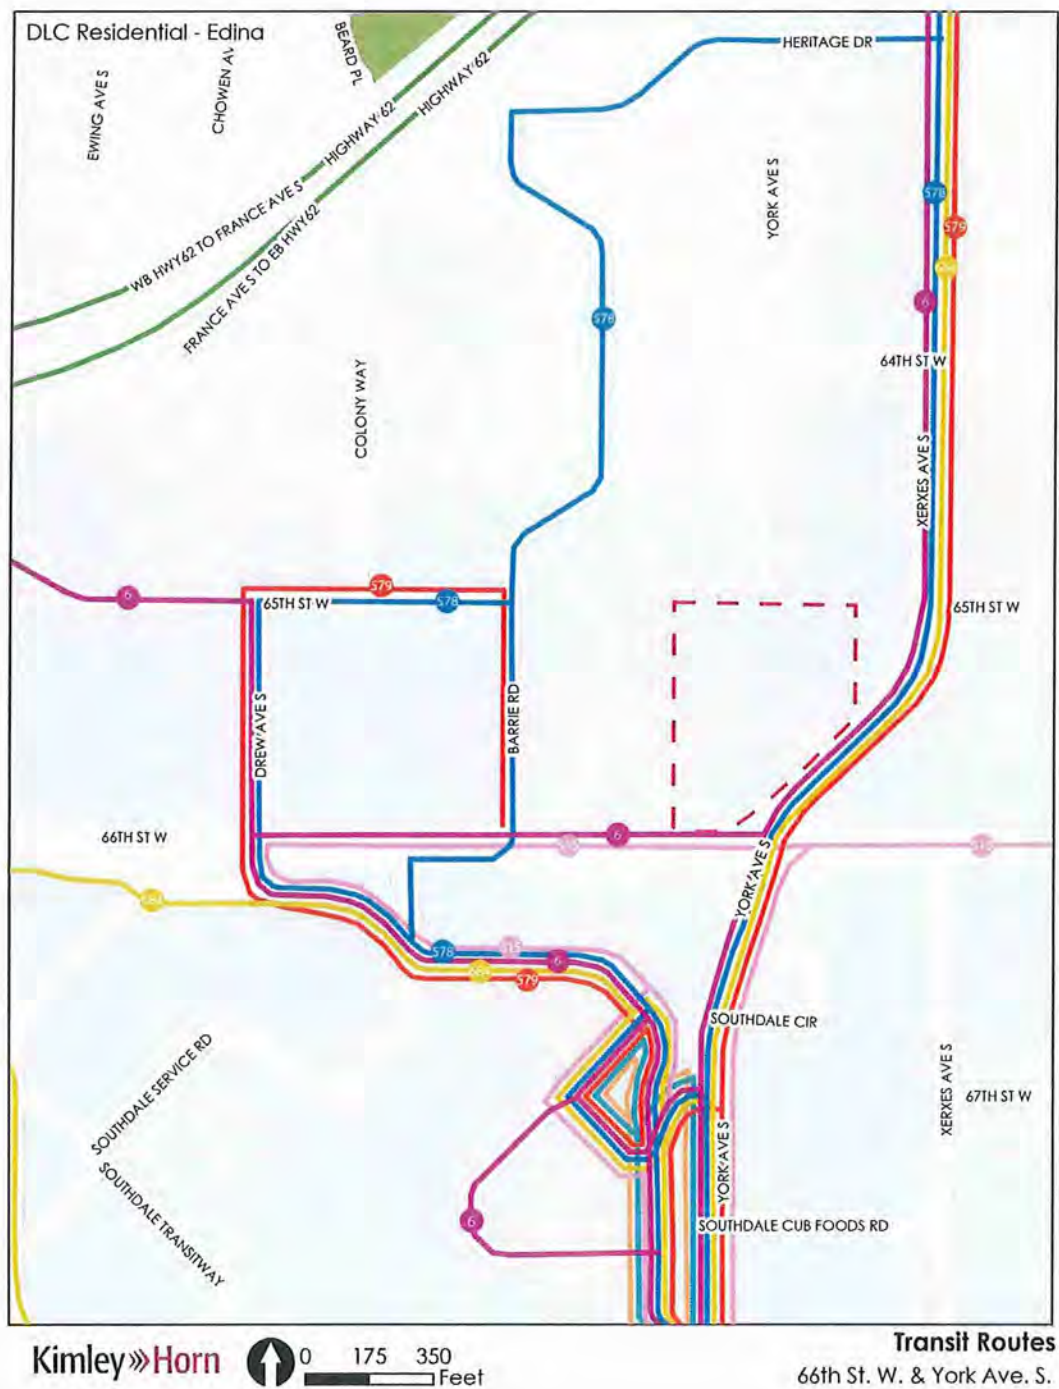 DLC Residential - Edina
EWING AVE S
CHOWEN AV
BEARD PL
HIGHWAY 62
HIGHWAY 62
HERITAGE DR
WB HWY62 TO FRANCE AVE S
FRANCE AVE S TO EB HWY62
YORK AVE S
578
579
6
578
64TH ST W
COLONY WAY
XERXES AVE S
6
579
65TH ST W
578
65TH ST W
DREW AVE S
BARRIE RD
66TH ST W
6
515
YORK AVE S
578
515
6
579
SOUTHDALE CIR
SOUTHDALE SERVICE RD
SOUTHDALE TRANSITWAY
XERXES AVE S
67TH ST W
YORK AVE S
6
SOUTHDALE CUB FOODS RD
Kimley»Horn
0 175 350
Feet
Transit Routes
66th St. W. & York Ave. S.